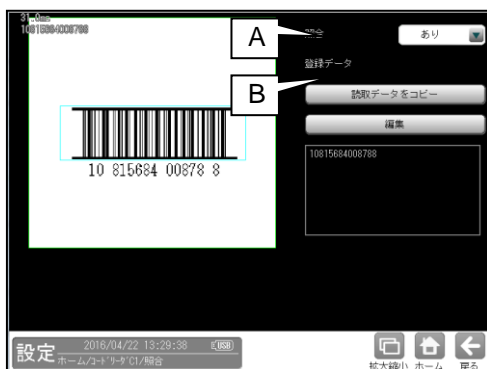 31.0ms
10815684008788
A
照合
あり
登録データ
B
読取データをコピー
編集
10815684008788
10 815684 00878 8
設定
2016/04/22 13:29:38
USB
ホーム/コードリーダC1/照合
拡大縮小
ホーム
戻る